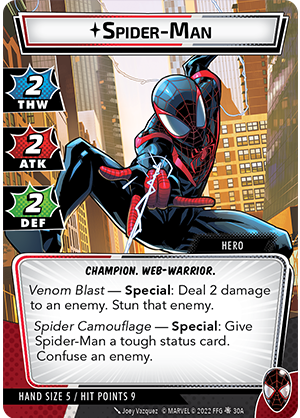 SPIDER-MAN
2
THW
2
ATK
2
DEF
HERO
CHAMPION. WEB-WARRIOR.
Venom Blast — Special: Deal 2 damage
to an enemy. Stun that enemy.
Spider Camouflage — Special: Give
Spider-Man a tough status card.
Confuse an enemy.
HAND SIZE 5 / HIT POINTS 9
Joey Vazquez © MARVEL © 2022 FFG 30A